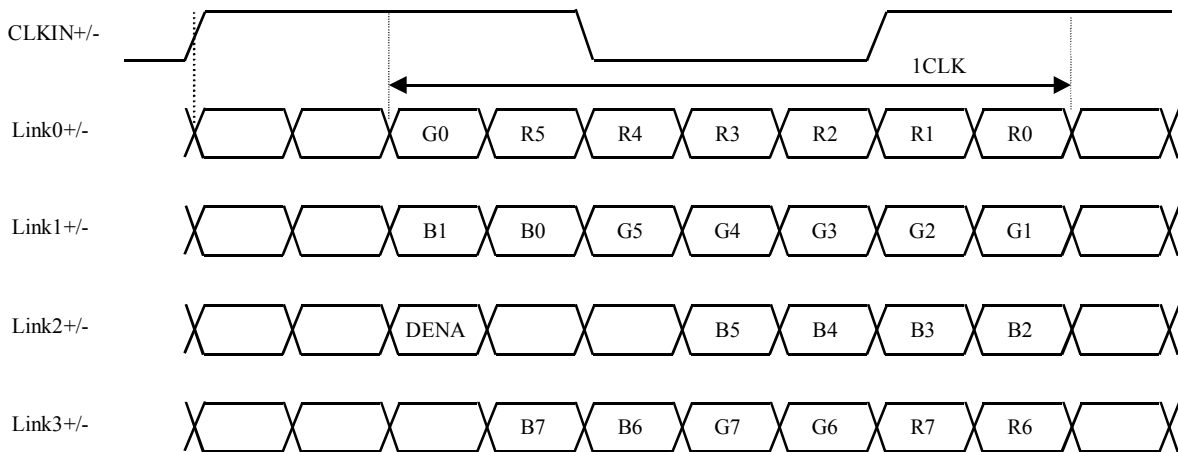 CLKIN+/-
1CLK
Link0+/- G0 R5 R4 R3 R2 R1 R0
Link1+/- B1 B0 G5 G4 G3 G2 G1
Link2+/- DENA B5 B4 B3 B2
Link3+/- B7 B6 G7 G6 R7 R6